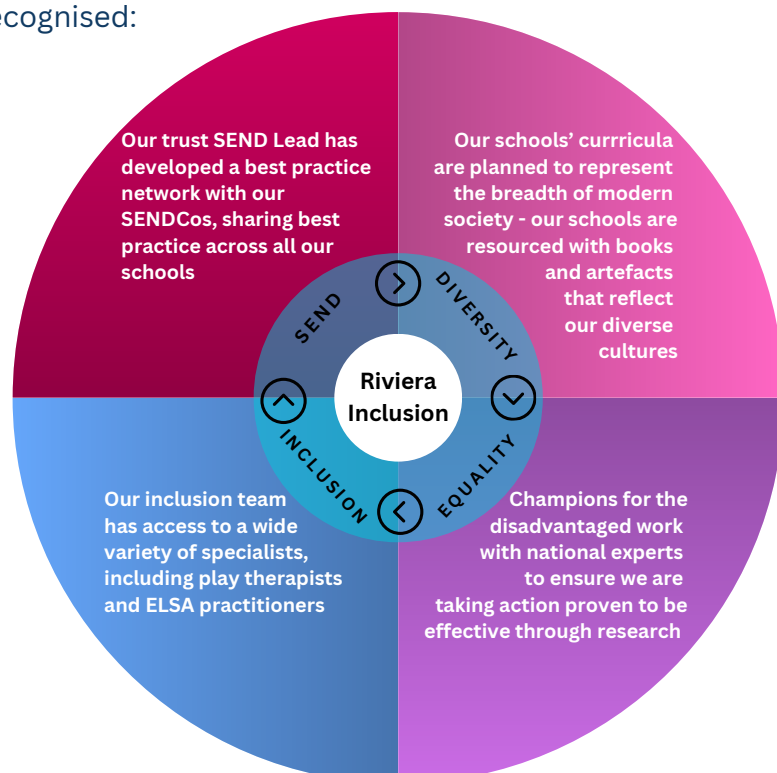 ecognised:
Our trust SEND Lead has
developed a best practice
network with our
SENDCos, sharing best
practice across all our
schools
Our schools’ currricula
are planned to represent
the breadth of modern
society - our schools are
resourced with books
and artefacts
that reflect
our diverse
cultures
SEND
DIVERSITY
Riviera
Inclusion
INCLUSION
EQUALITY
Our inclusion team
has access to a wide
variety of specialists,
including play therapists
and ELSA practitioners
Champions for the
disadvantaged work
with national experts
to ensure we are
taking action proven to be
effective through research